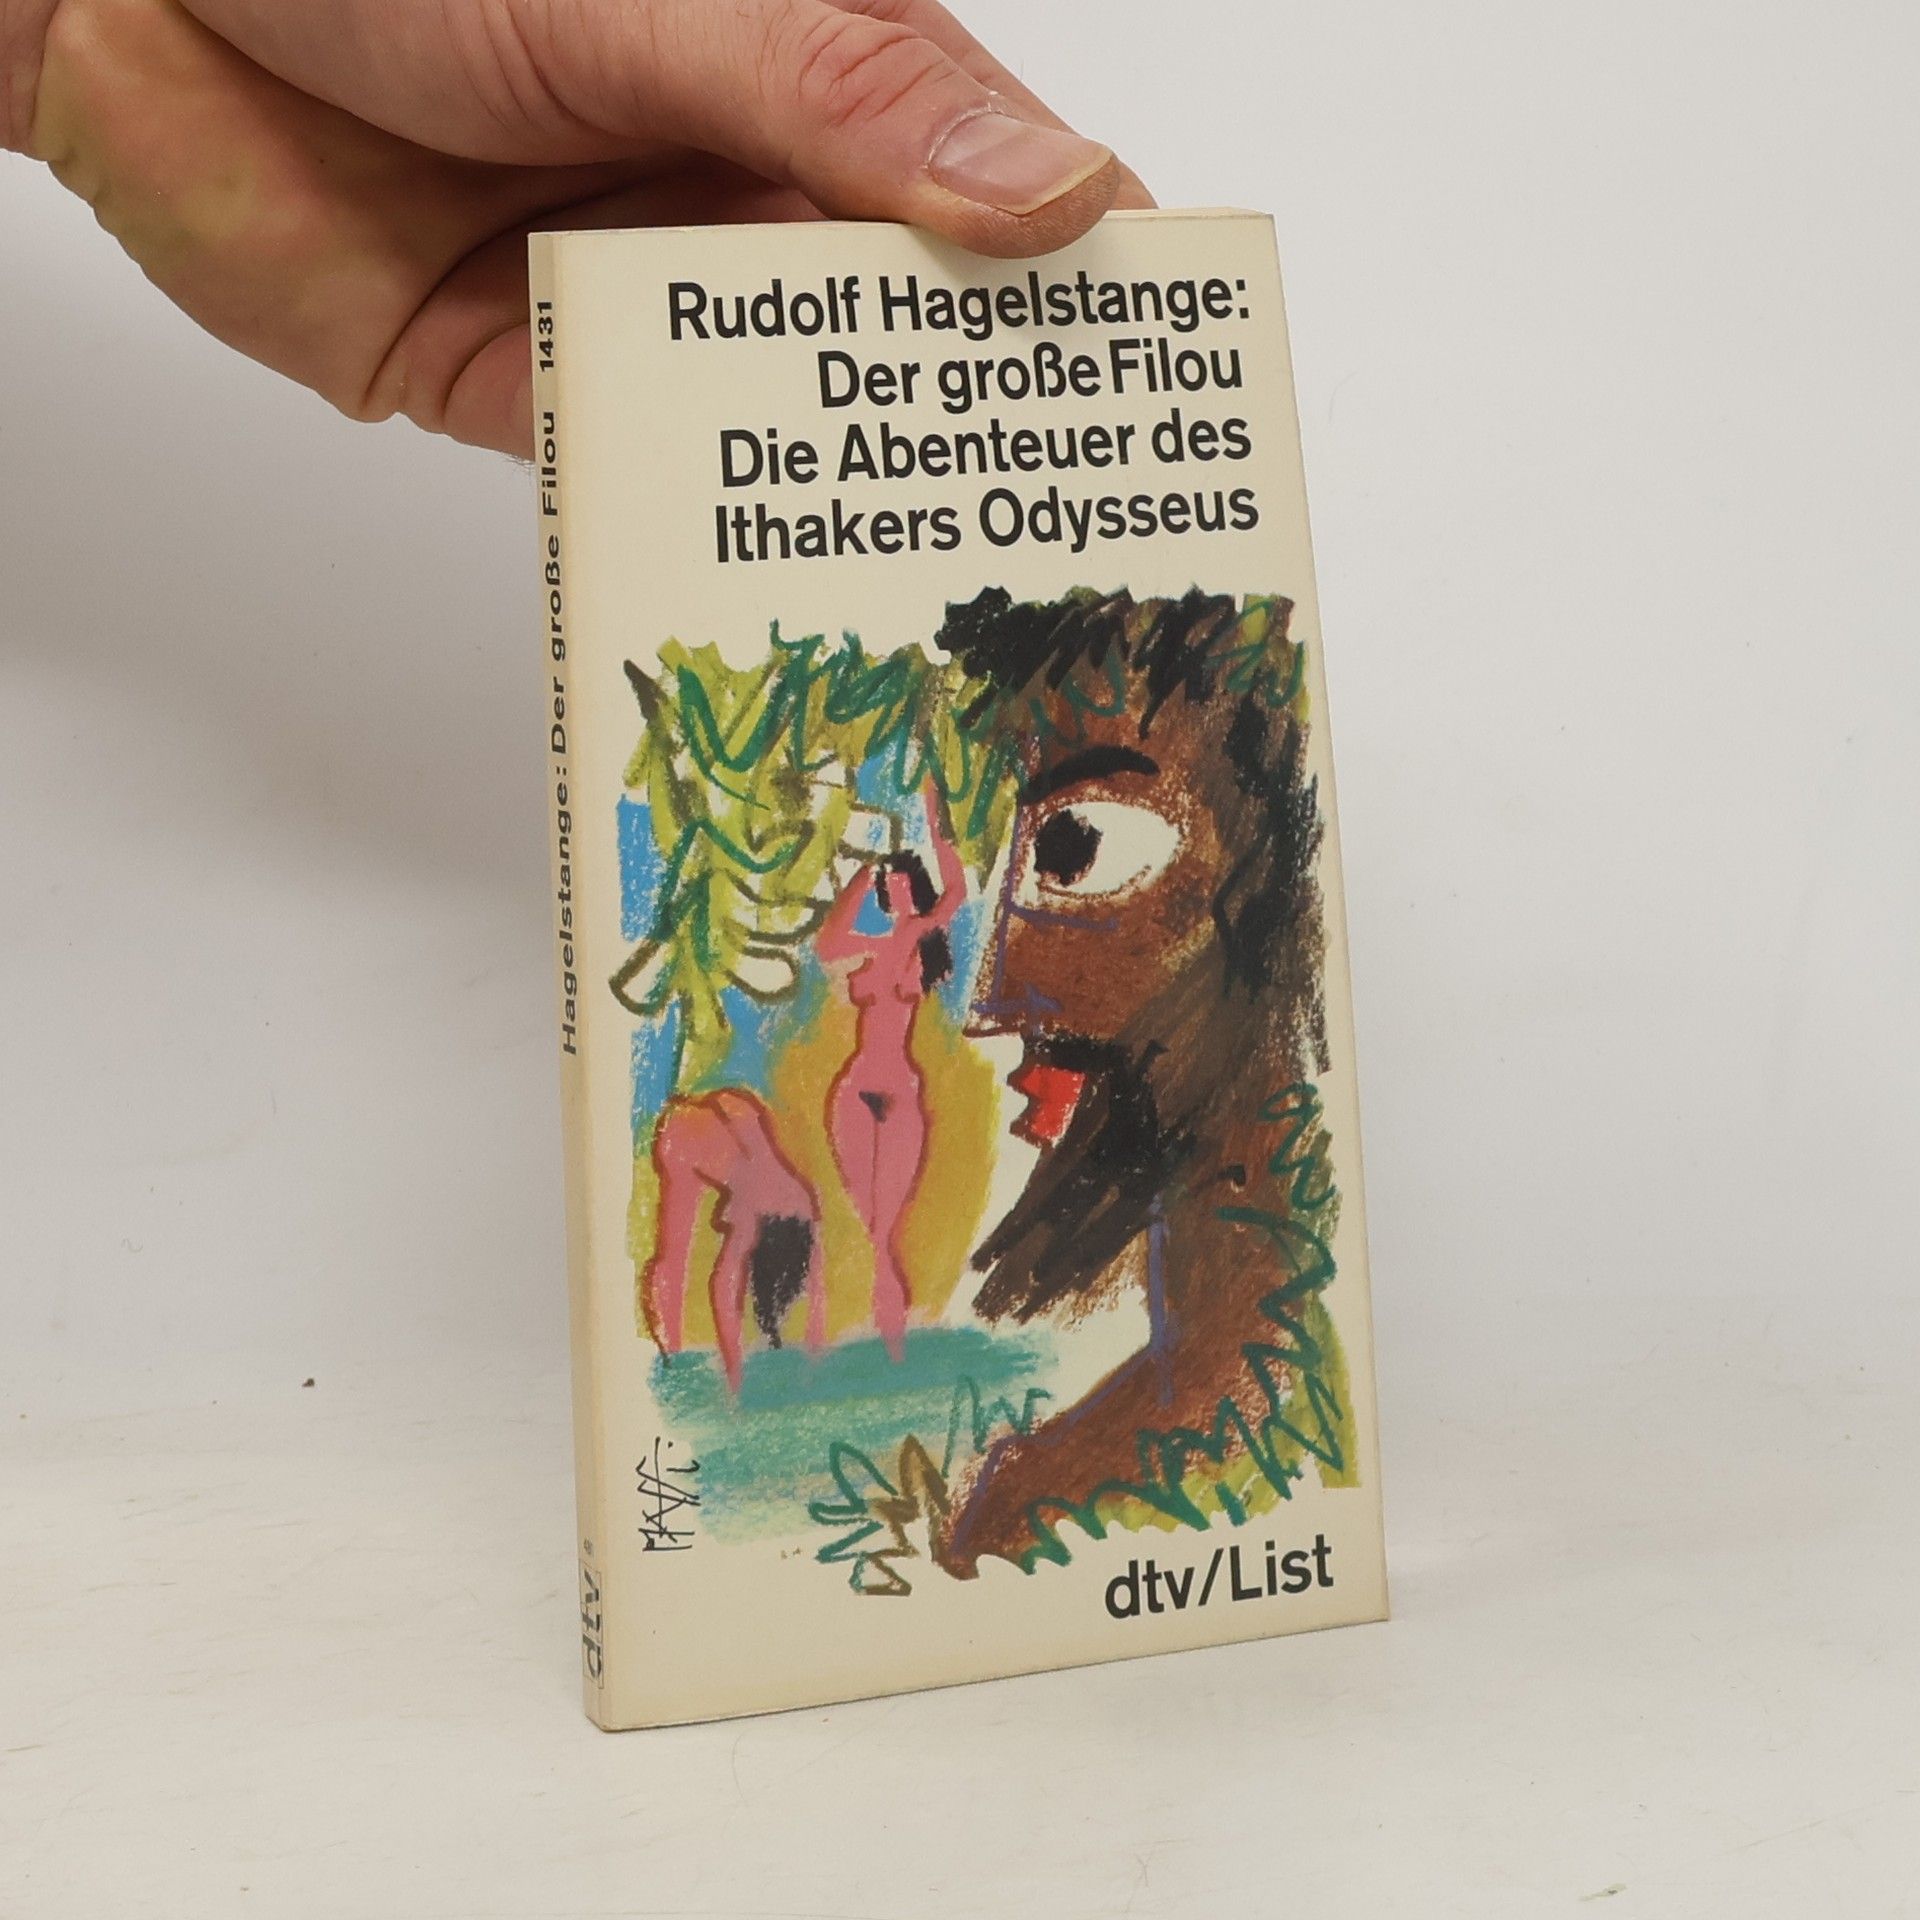 Rudolf Hagelstange:
Der große Filou
Die Abenteuer des
Ithakers Odysseus
dtv/List
Hagelstange: Der große Filou 1431
dtv